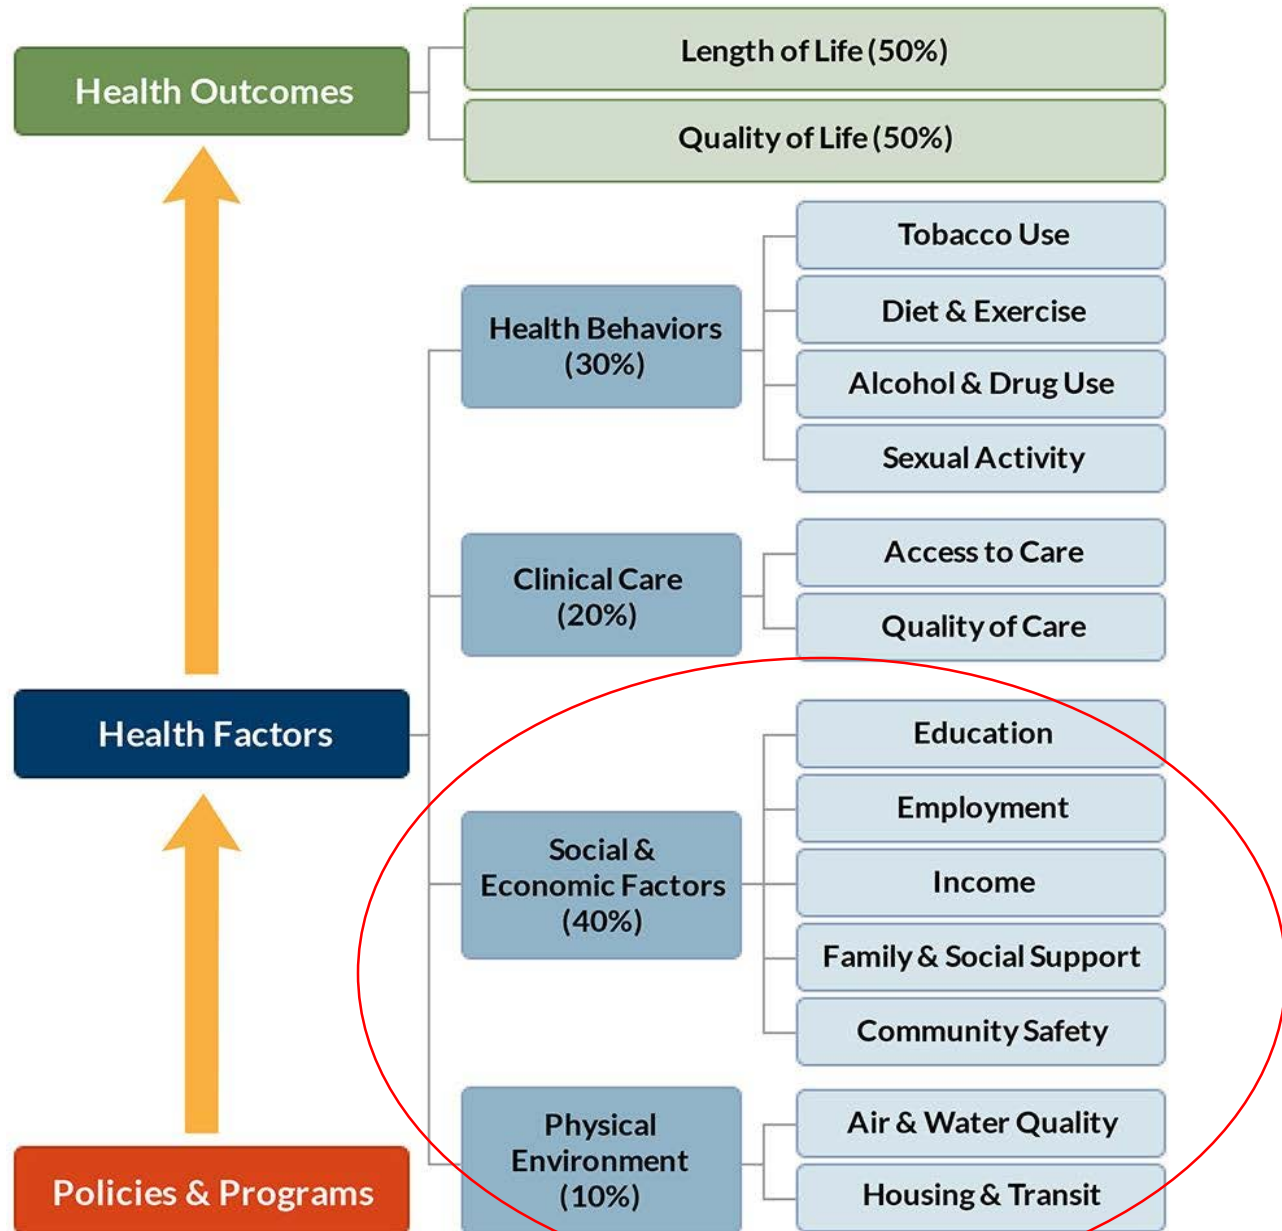 Health Outcomes
Length of Life (50%)
Quality of Life (50%)
Health Factors
Health Behaviors
(30%)
Tobacco Use
Diet & Exercise
Alcohol & Drug Use
Sexual Activity
Clinical Care
(20%)
Access to Care
Quality of Care
Social &
Economic Factors
(40%)
Education
Employment
Income
Family & Social Support
Community Safety
Physical
Environment
(10%)
Air & Water Quality
Housing & Transit
Policies & Programs